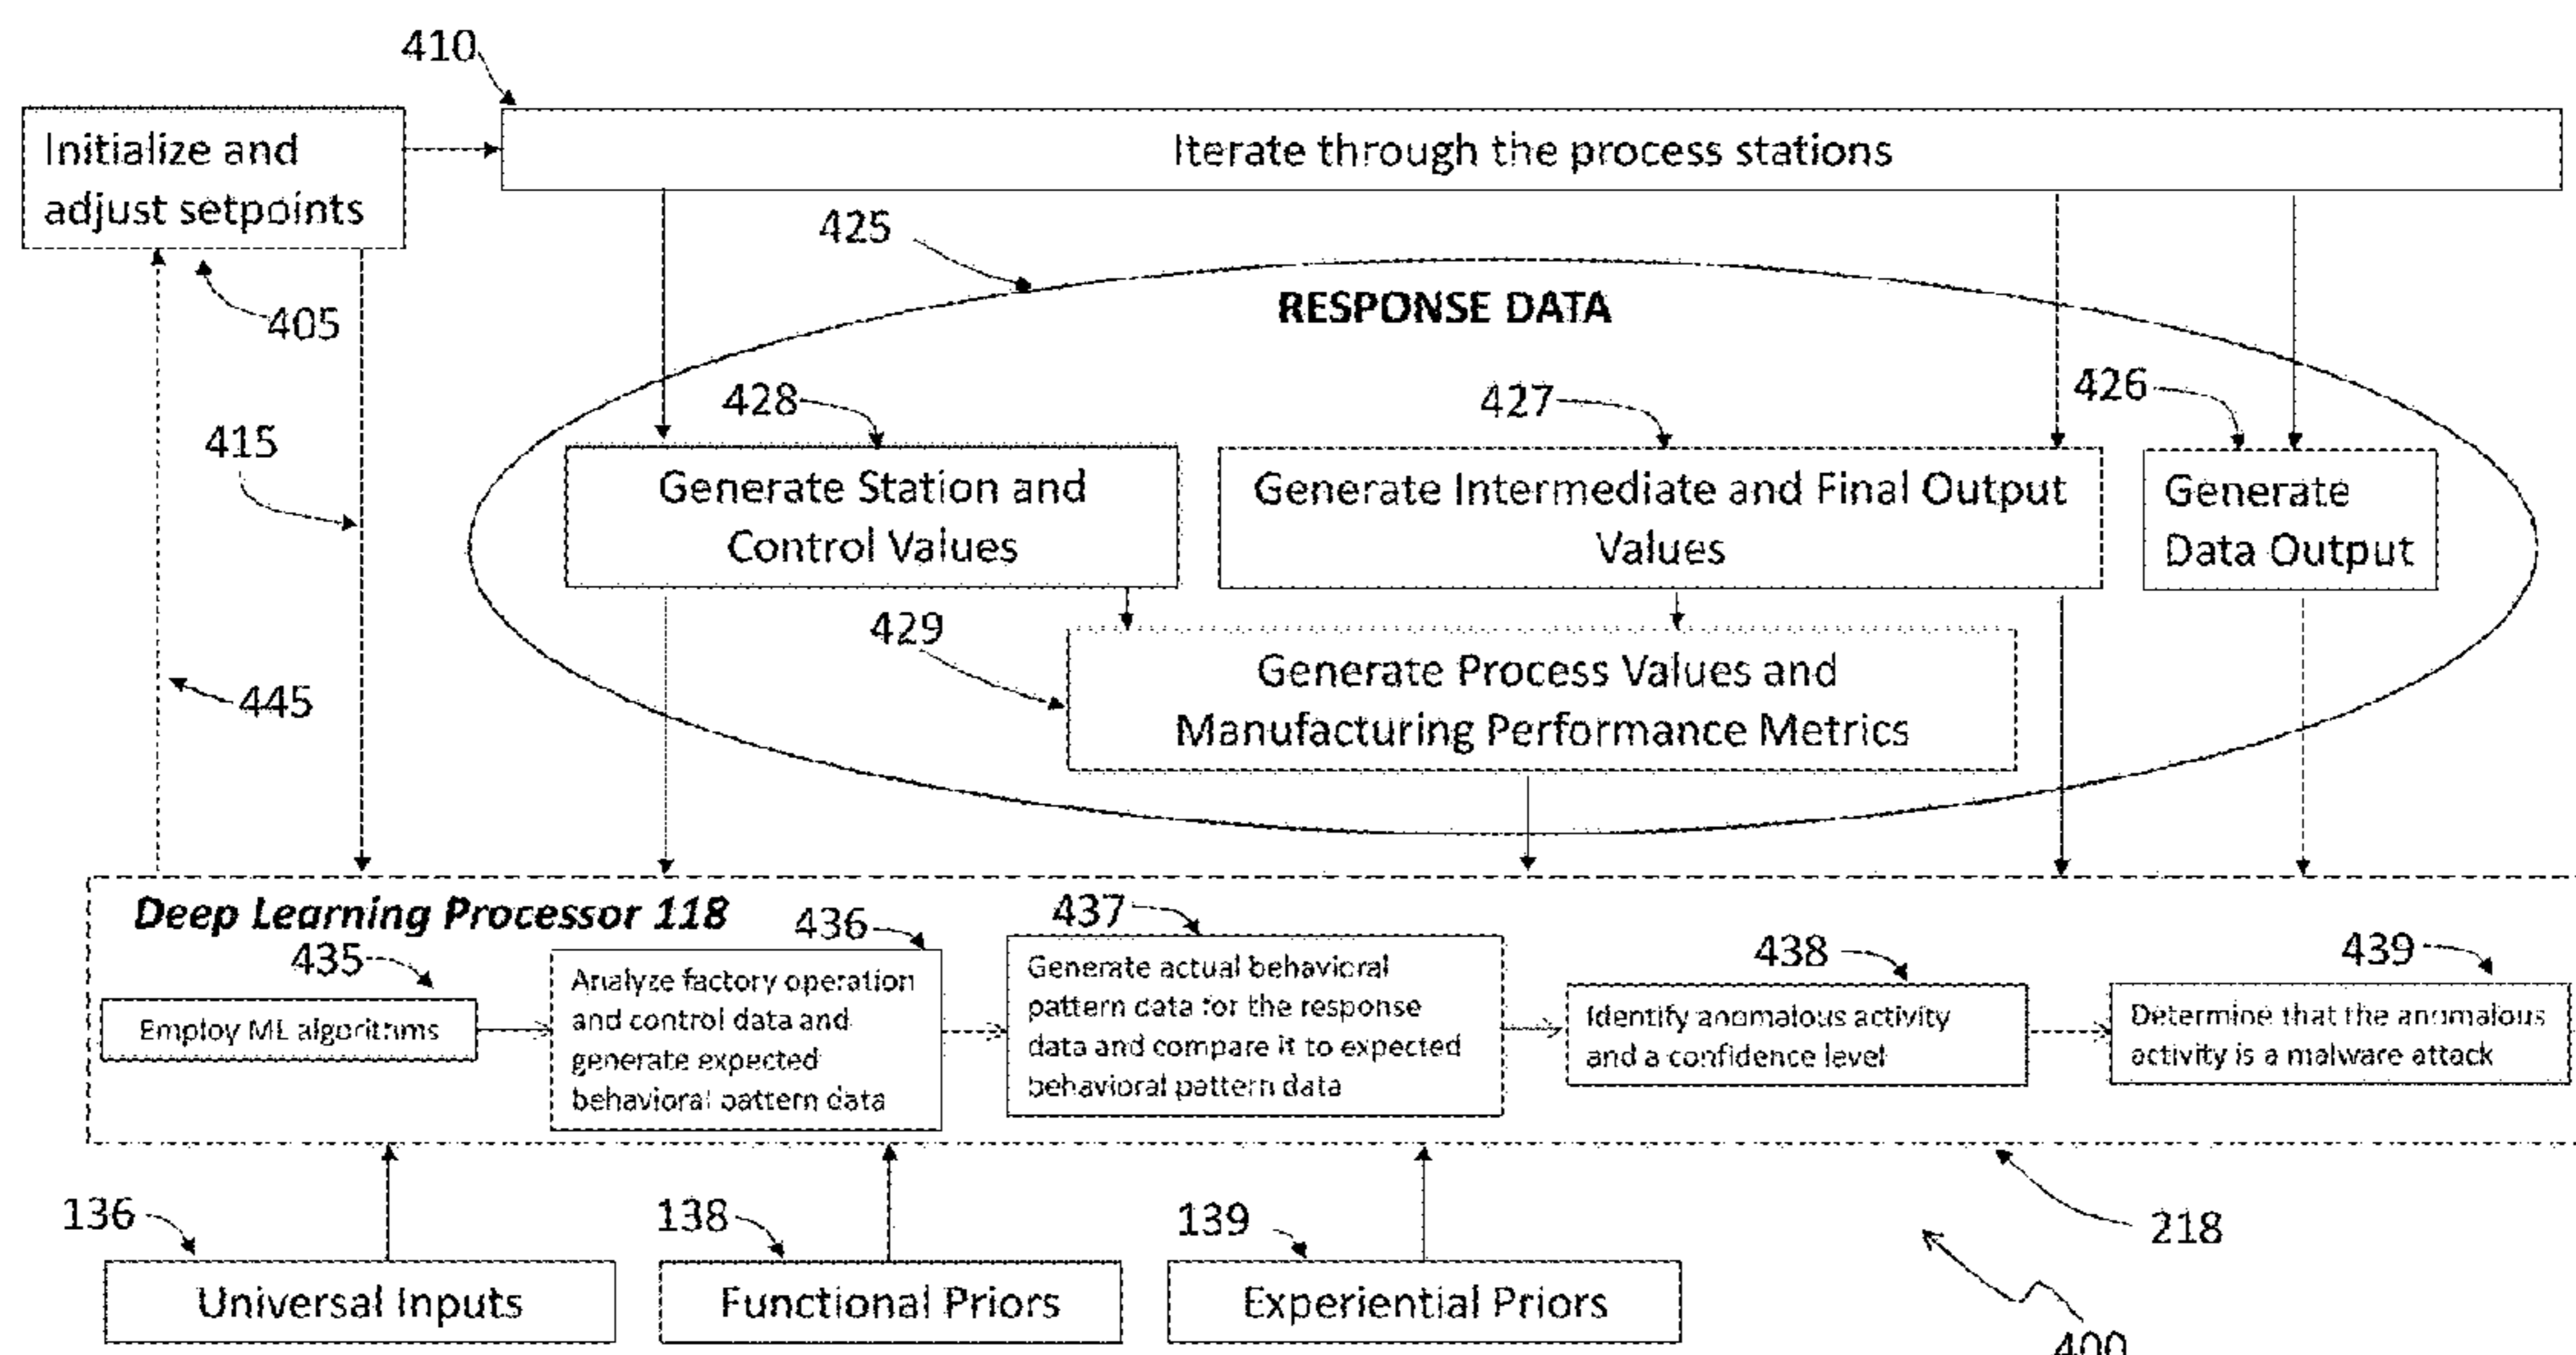 410
Initialize and
adjust setpoints
Iterate through the process stations
425
405
RESPONSE DATA
428
427
426
415
Generate Station and
Control Values
Generate Intermediate and Final Output
Values
Generate
Data Output
429
445
Generate Process Values and
Manufacturing Performance Metrics
Deep Learning Processor 118
435
436
437
438
439
Employ ML algorithms
Analyze factory operation
and control data and
generate expected
behavioral pattern data
Generate actual behavioral
pattern data for the response
data and compare it to expected
behavioral pattern data
Identify anomalous activity
and a confidence level
Determine that the anomalous
activity is a malware attack
136
138
139
218
Universal Inputs
Functional Priors
Experiential Priors
400